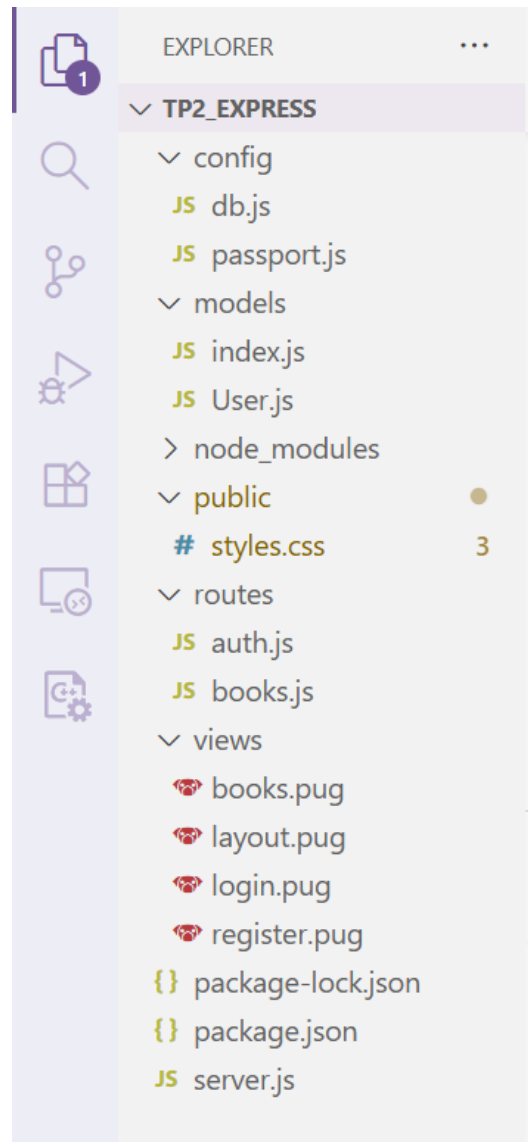 EXPLORER ...
1
TP2_EXPRESS
config
JS db.js
JS passport.js
models
JS index.js
JS User.js
node_modules
public
# styles.css 3
routes
JS auth.js
JS books.js
views
books.pug
layout.pug
login.pug
register.pug
{} package-lock.json
{} package.json
JS server.js
C++